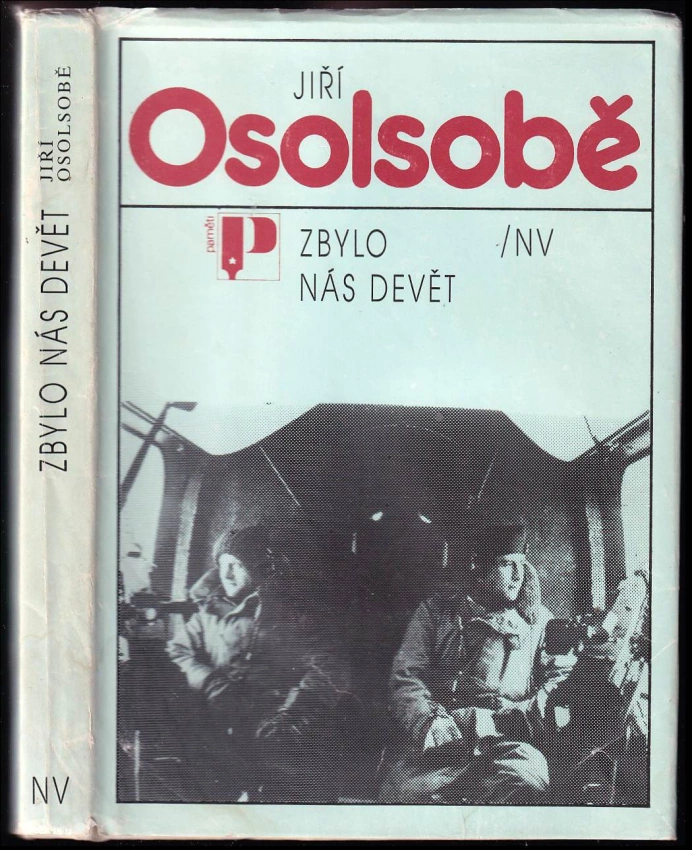 JIŘÍ
OSOLSOBĚ
ZBYLO NÁS DEVĚT
NV
JIŘÍ
Osolsobě
paměti
P
ZBYLO /NV
NÁS DEVĚT